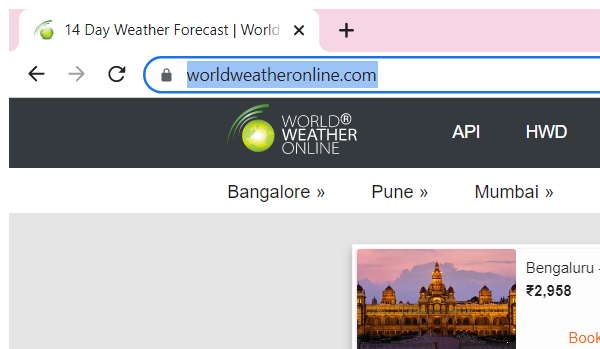 14 Day Weather Forecast | World
worldweatheronline.com
WORLD®
WEATHER
ONLINE
API HWD
Bangalore » Pune » Mumbai »
Bengaluru -
₹2,958
Book